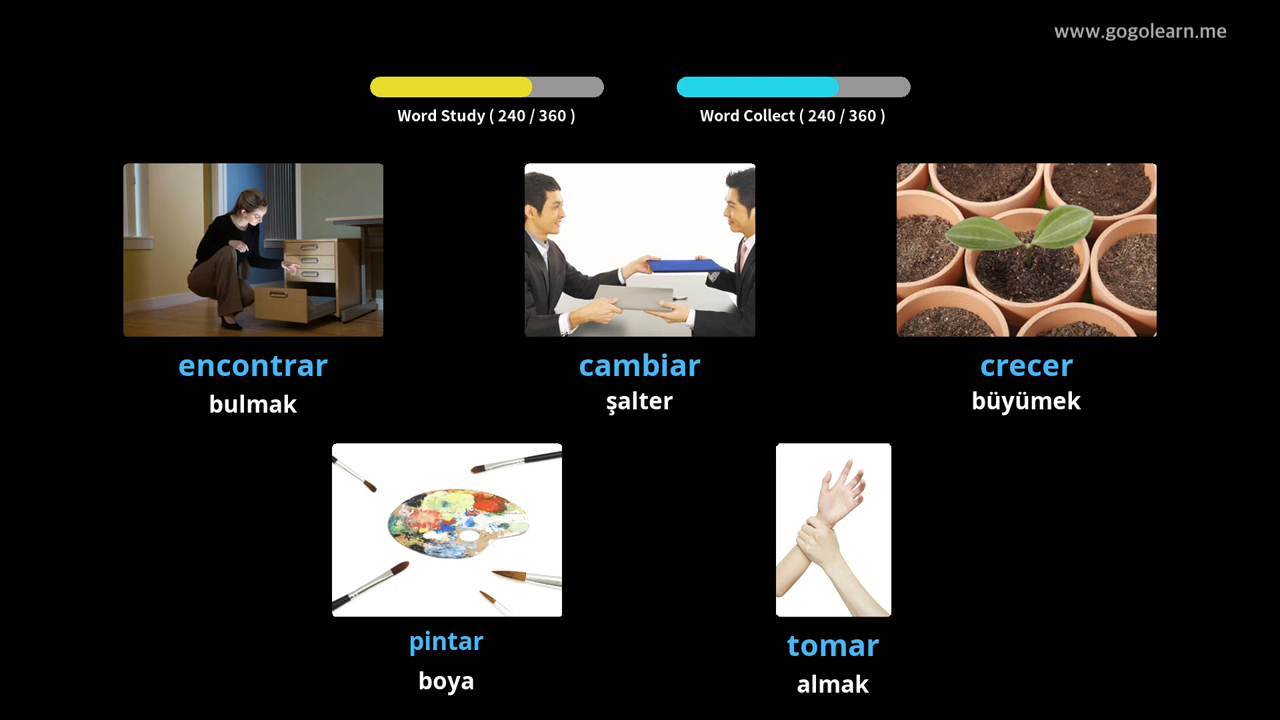 www.gogolearn.me
Word Study ( 240 / 360 )
Word Collect ( 240 / 360 )
encontrar
bulmak
cambiar
şalter
crecer
büyümek
pintar
boya
tomar
almak